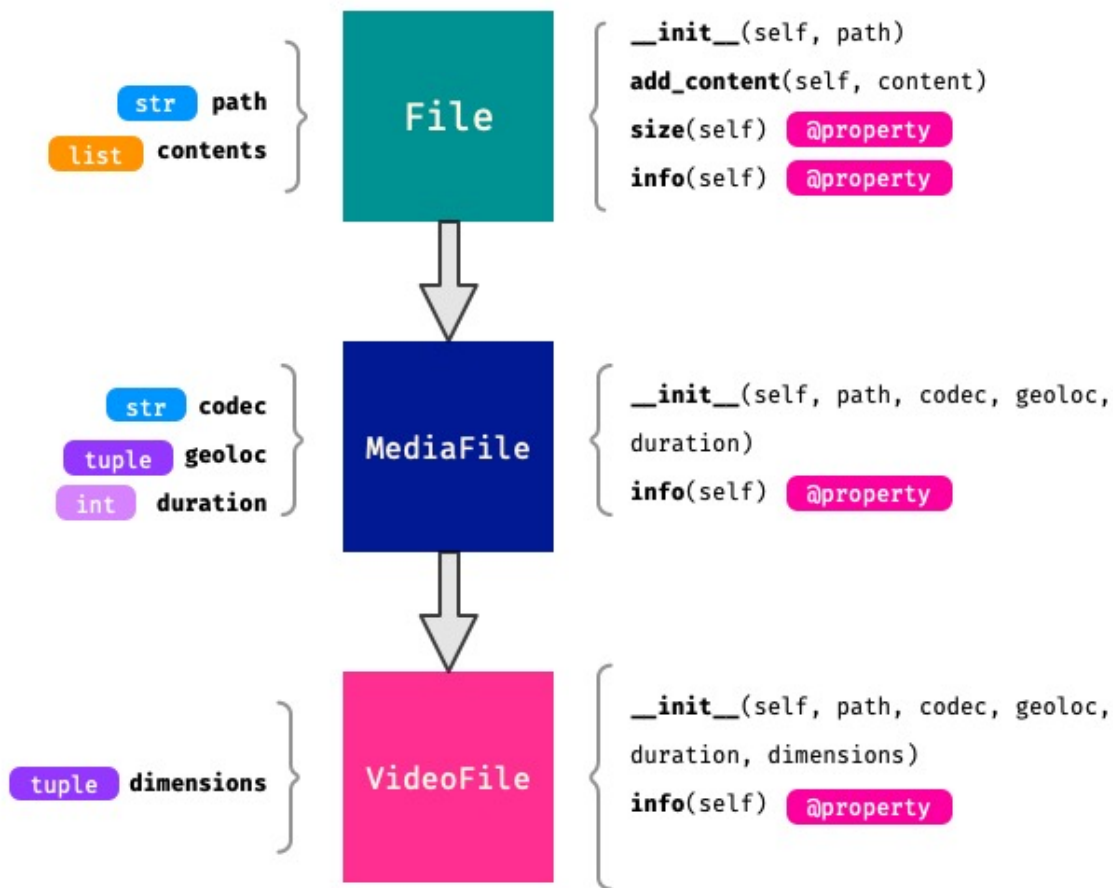 str path
list contents
File
__init__(self, path)
add_content(self, content)
size(self) @property
info(self) @property
str codec
tuple geoloc
int duration
MediaFile
__init__(self, path, codec, geoloc,
duration)
info(self) @property
tuple dimensions
VideoFile
__init__(self, path, codec, geoloc,
duration, dimensions)
info(self) @property